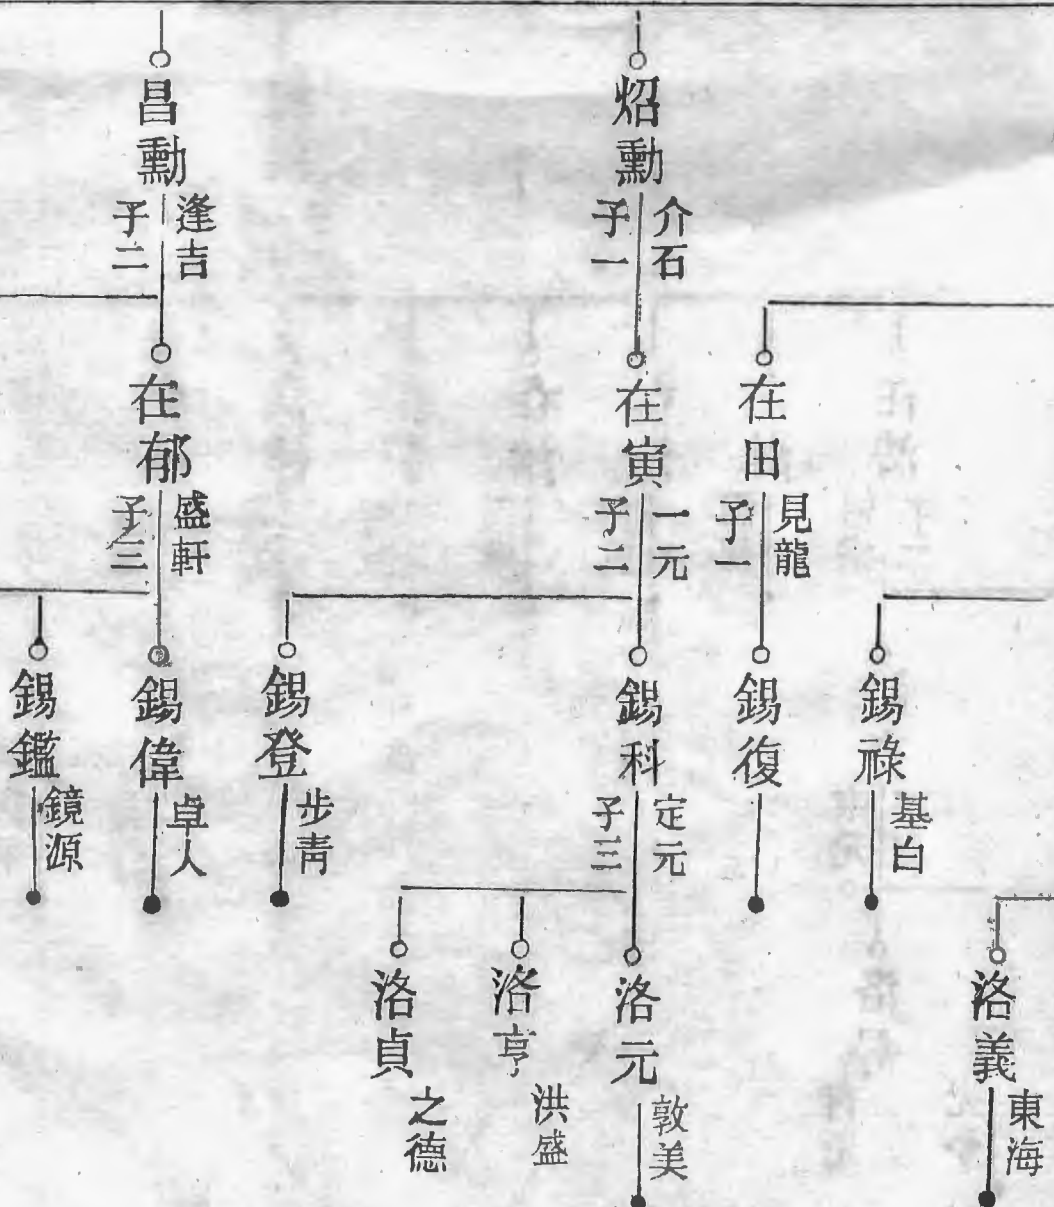 炤勳
介石
子一
昌勳
逢吉
子二
在田
見龍
子一
在寅
一元
子二
在郁
盛軒
子三
錫祿
基白
錫復
錫科
定元
子三
錫登
步青
錫偉
卓人
錫鑑
鏡源
洛義
東海
洛元
敦美
洛亨
洪盛
洛貞
之德